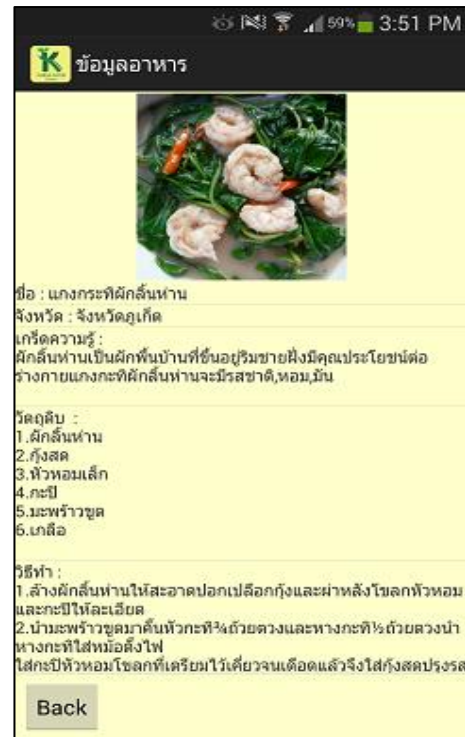 59% 3:51 PM
ข้อมูลอาหาร
ชื่อ : แกงกระทิผักลิ้นห่าน
จังหวัด : จังหวัดภูเก็ต
เกร็ดความรู้ :
ผักลิ้นห่านเป็นผักพื้นบ้านที่ขึ้นอยู่ริมชายฝั่งมีคุณประโยชน์ต่อ
ร่างกายแกงกะทิผักลิ้นห่านจะมีรสชาติ,หอม,มัน
วัตถุดิบ :
1.ผักลิ้นห่าน
2.กุ้งสด
3.หัวหอมเล็ก
4.กะปิ
5.มะพร้าวขูด
6.เกลือ
วิธีทำ :
1.ล้างผักลิ้นห่านให้สะอาดปอกเปลือกกุ้งและผ่าหลังโขลกหัวหอม
และกะปิให้ละเอียด
2.นำมะพร้าวขูดมาคั้นหัวกะทิ¾ถ้วยตวงและหางกะทิ½ถ้วยตวงนำ
หางกะทิใส่หม้อตั้งไฟ
ใส่กะปิหัวหอมโขลกที่เตรียมไว้เคี่ยวจนเดือดแล้วจึงใส่กุ้งสดปรุงรส
Back